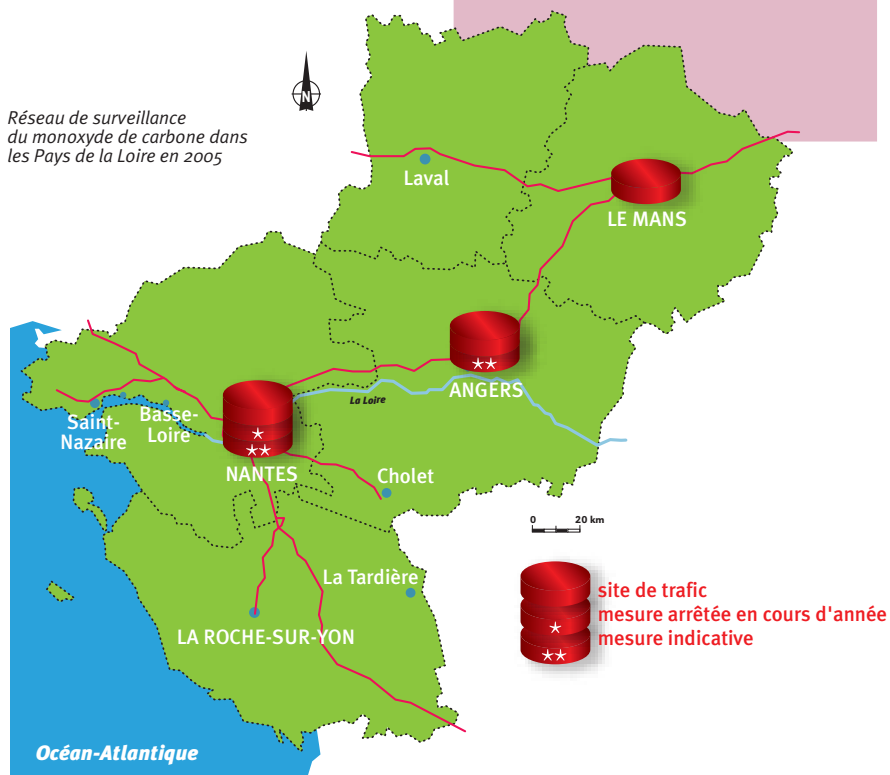 N
Réseau de surveillance
du monoxyde de carbone dans
les Pays de la Loire en 2005
Laval
LE MANS
ANGERS
La Loire
Saint-
Nazaire
Basse-
Loire
NANTES
Cholet
0 20 km
La Tardière
LA ROCHE-SUR-YON
site de trafic
mesure arrêtée en cours d'année
mesure indicative
Océan-Atlantique